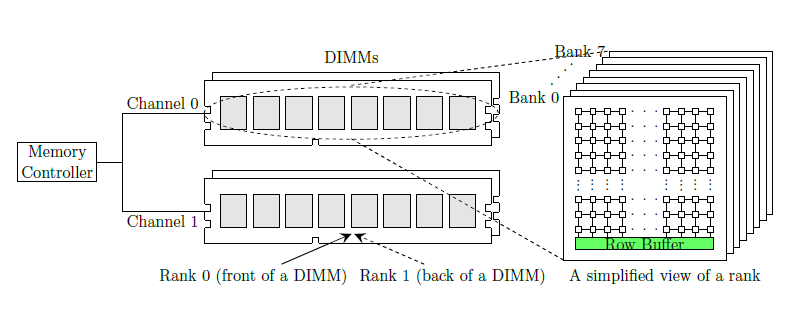 DIMMs
Bank 7
Channel 0
Bank 0
Memory
Controller
Channel 1
Row Buffer
Rank 0 (front of a DIMM)
Rank 1 (back of a DIMM)
A simplified view of a rank